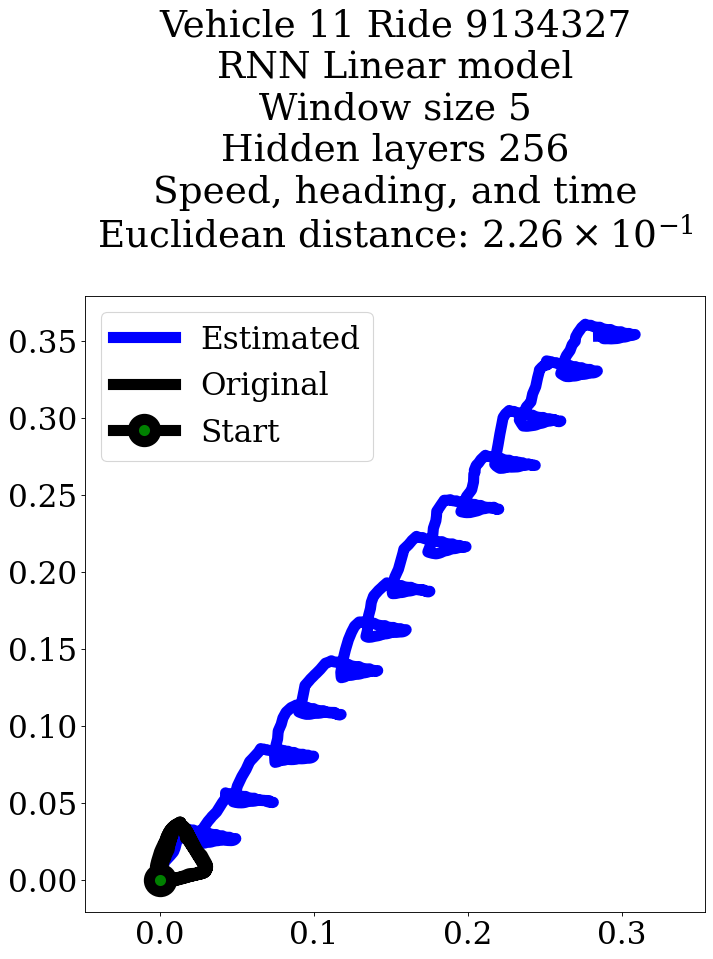 Vehicle 11 Ride 9134327
RNN Linear model
Window size 5
Hidden layers 256
Speed, heading, and time
Euclidean distance: 2.26 × 10⁻¹
Estimated
Original
Start
0.35
0.30
0.25
0.20
0.15
0.10
0.05
0.00
0.0 0.1 0.2 0.3